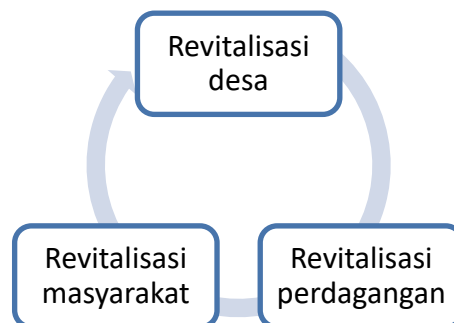 Revitalisasi
desa
Revitalisasi
masyarakat
Revitalisasi
perdagangan